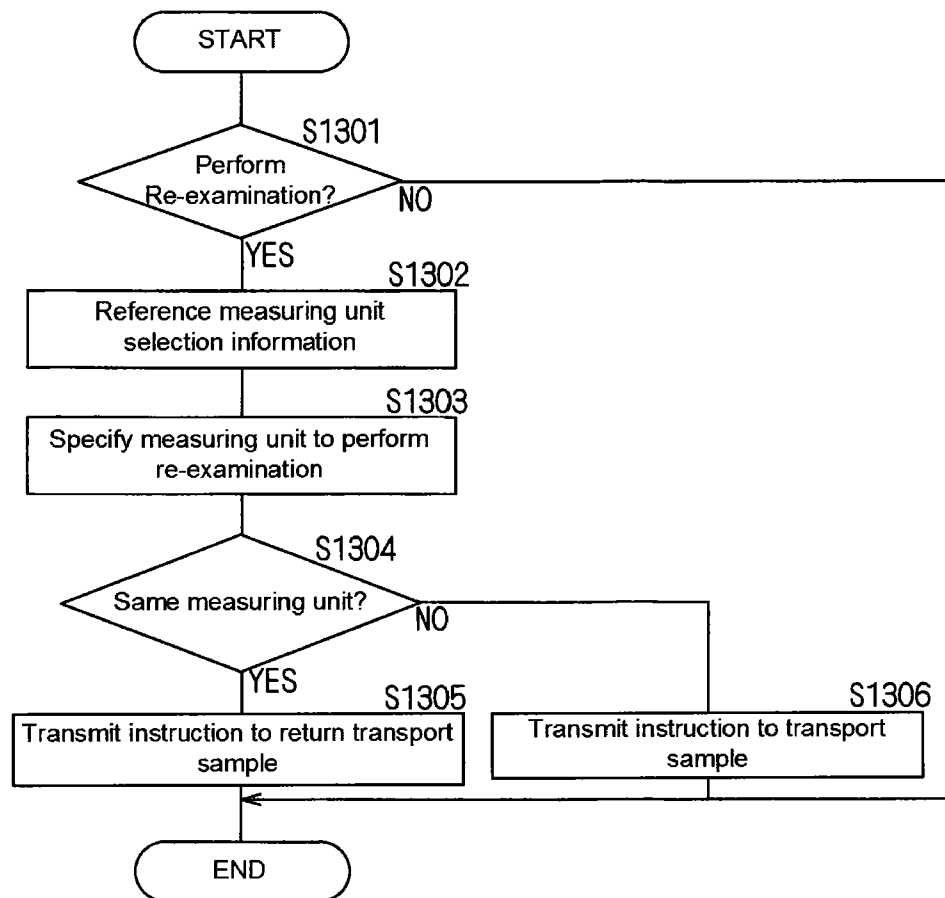 START
S1301
Perform
Re-examination?
NO
YES
S1302
Reference measuring unit
selection information
S1303
Specify measuring unit to perform
re-examination
S1304
Same measuring unit?
NO
YES
S1305
Transmit instruction to return transport
sample
S1306
Transmit instruction to transport
sample
END